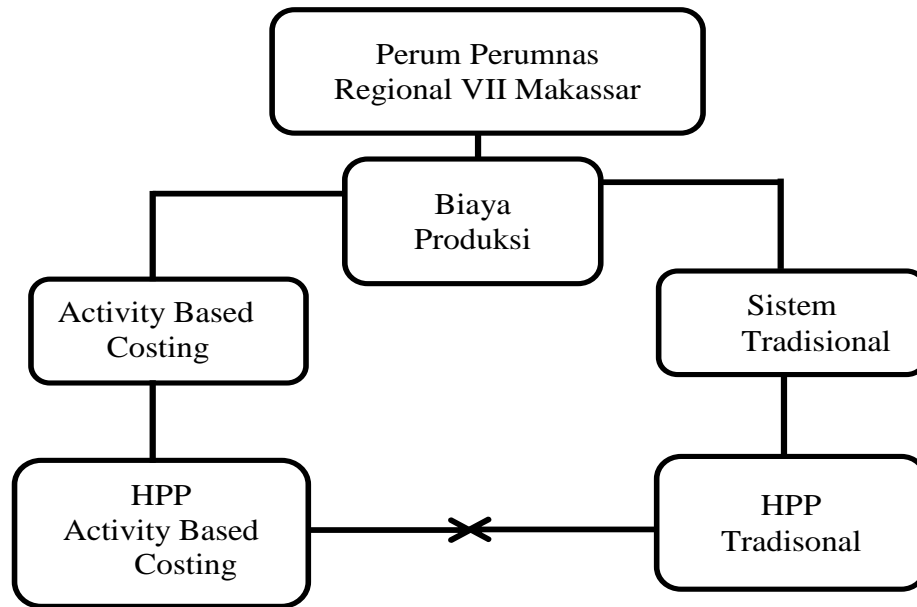 Perum Perumnas
Regional VII Makassar
Biaya
Produksi
Activity Based
Costing
Sistem
Tradisional
HPP
Activity Based
Costing
HPP
Tradisonal